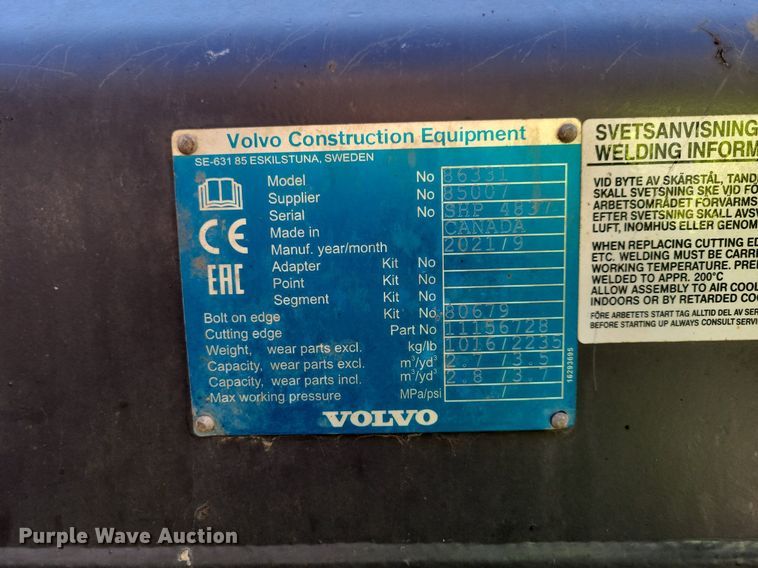 Volvo Construction Equipment
SE-631 85 ESKILSTUNA, SWEDEN
Model No 86331
Supplier No 85007
Serial No SHP 4837
Made in CANADA
Manuf. year/month 2021/9
Adapter Kit No
Point Kit No
Segment Kit No
Bolt on edge Kit No 80679
Cutting edge Part No 11156728
Weight, wear parts excl. kg/lb 1016/2235
Capacity, wear parts excl. m³/yd³ 2.7 /3.5
Capacity, wear parts incl. m³/yd³ 2.8 /3.7
Max working pressure MPa/psi /
VOLVO
CE
EAC
16293695
SVETSANVISNING
WELDING INFORM
VID BYTE AV SKÄRSTÅL, TAND
SKALL SVETSNING SKE VID FÖ
ARBETSOMRÅDET FÖRVÄRMS
EFTER SVETSNING SKALL AVSV
LUFT, INOMHUS ELLER GENOM
WHEN REPLACING CUTTING ED
ETC. WELDING MUST BE CARRI
WORKING TEMPERATURE. PRE
WELDED TO APPR. 200°C
ALLOW ASSEMBLY TO AIR COOL
INDOORS OR BY RETARDED COO
FÖRE ARBETETS START TAG ALLTID DEL AV SER
BEFORE STARTING UP ALWAYS CONSULT SERVI
Purple Wave Auction